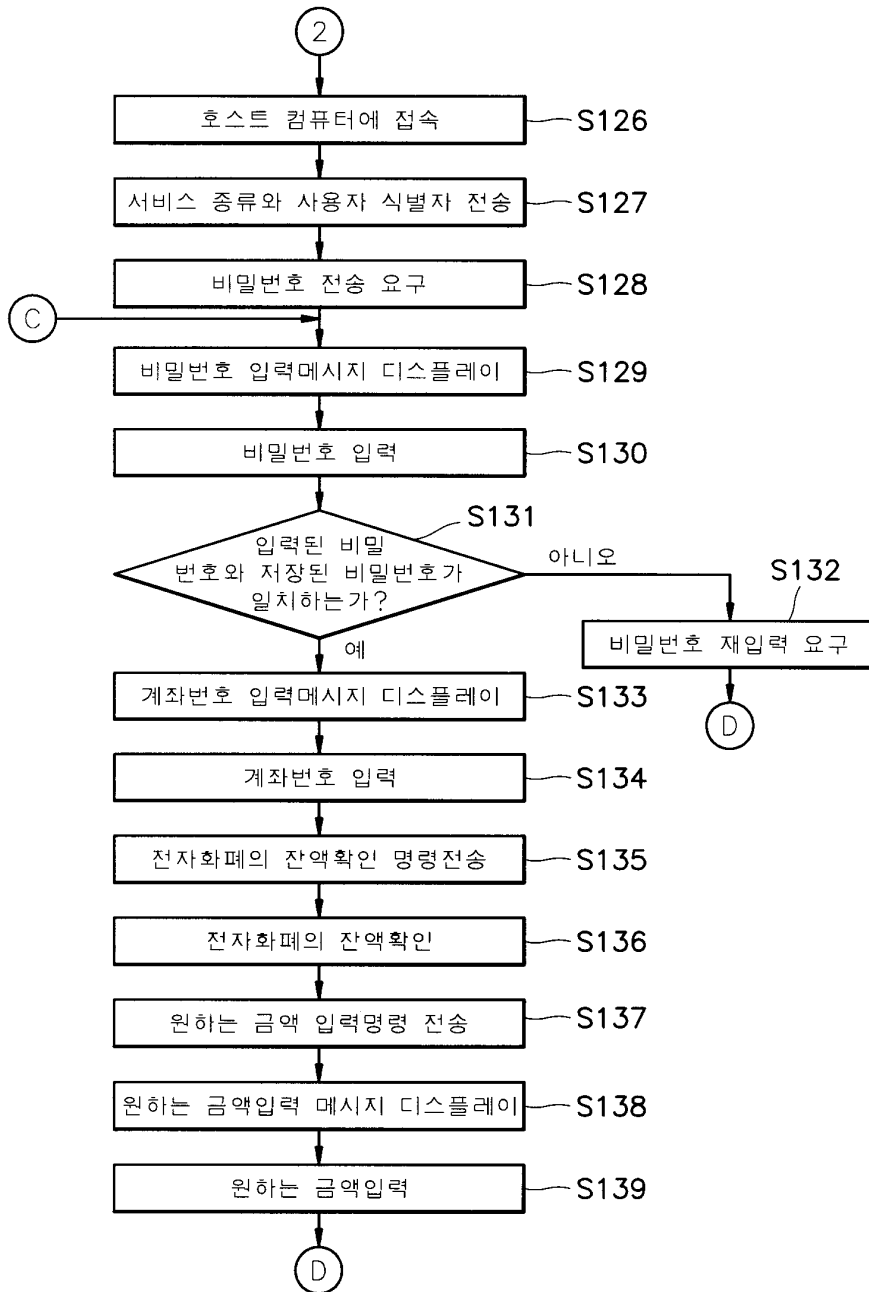 2
호스트 컴퓨터에 접속
S126
서비스 종류와 사용자 식별자 전송
S127
비밀번호 전송 요구
S128
C
비밀번호 입력메시지 디스플레이
S129
비밀번호 입력
S130
S131
입력된 비밀
번호와 저장된 비밀번호가
일치하는가?
아니오
S132
비밀번호 재입력 요구
D
예
계좌번호 입력메시지 디스플레이
S133
계좌번호 입력
S134
전자화폐의 잔액확인 명령전송
S135
전자화폐의 잔액확인
S136
원하는 금액 입력명령 전송
S137
원하는 금액입력 메시지 디스플레이
S138
원하는 금액입력
S139
D